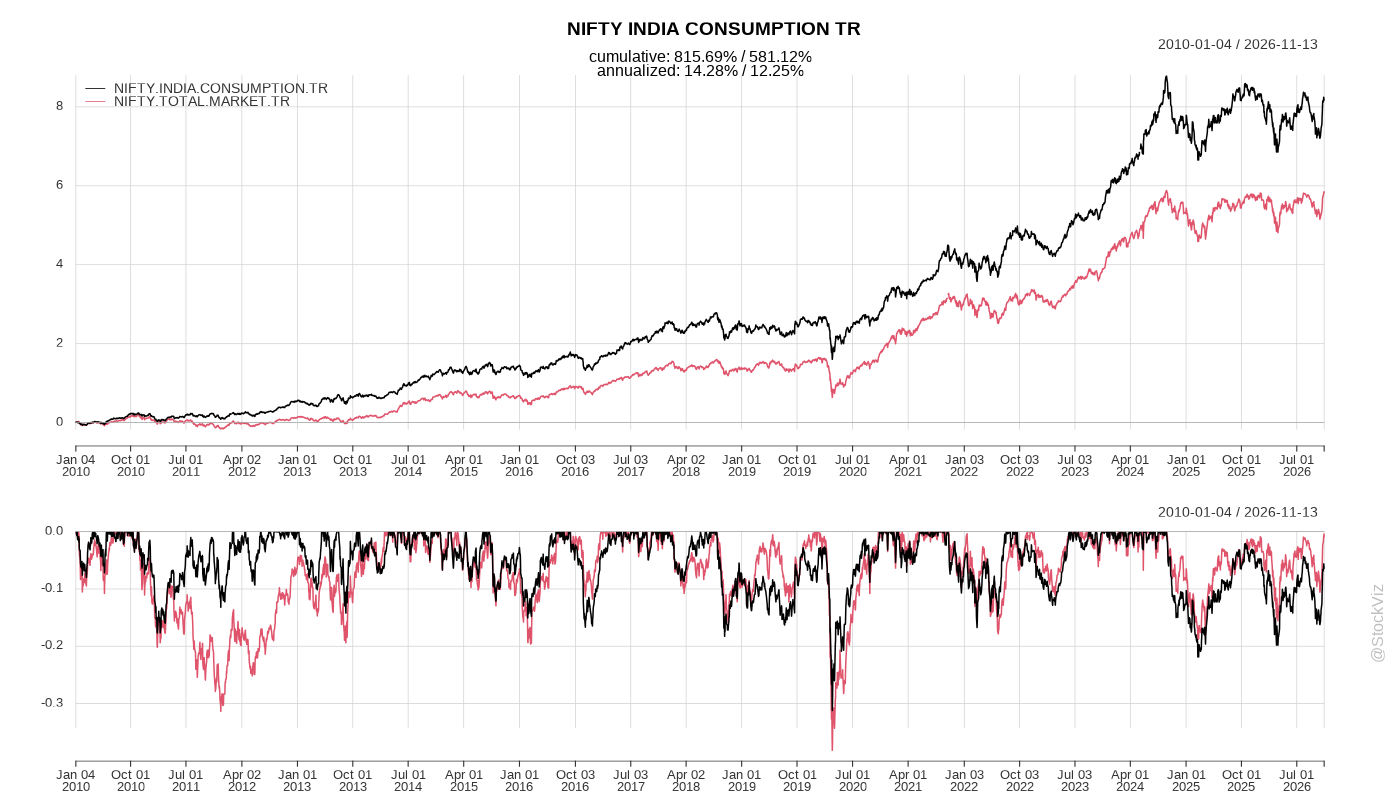 NIFTY INDIA CONSUMPTION TR
2010-01-04 / 2026-11-13
cumulative: 815.69% / 581.12%
annualized: 14.28% / 12.25%
NIFTY.INDIA.CONSUMPTION.TR
NIFTY.TOTAL.MARKET.TR
8
6
4
2
0
Jan 04 Oct 01 Jul 01 Apr 02 Jan 01 Oct 01 Jul 01 Apr 01 Jan 01 Oct 03 Jul 03 Apr 02 Jan 01 Oct 01 Jul 01 Apr 01 Jan 03 Oct 03 Jul 03 Apr 01 Jan 01 Oct 01 Jul 01
2010 2010 2011 2012 2013 2013 2014 2015 2016 2016 2017 2018 2019 2019 2020 2021 2022 2022 2023 2024 2025 2025 2026
2010-01-04 / 2026-11-13
0.0
-0.1
-0.2
-0.3
Jan 04 Oct 01 Jul 01 Apr 02 Jan 01 Oct 01 Jul 01 Apr 01 Jan 01 Oct 03 Jul 03 Apr 02 Jan 01 Oct 01 Jul 01 Apr 01 Jan 03 Oct 03 Jul 03 Apr 01 Jan 01 Oct 01 Jul 01
2010 2010 2011 2012 2013 2013 2014 2015 2016 2016 2017 2018 2019 2019 2020 2021 2022 2022 2023 2024 2025 2025 2026
@StockViz